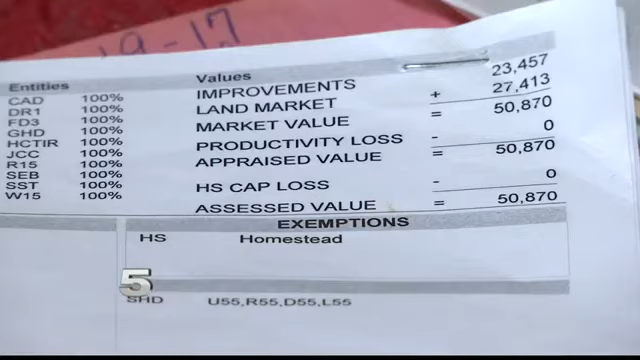 19-17
Entities Values
CAD 100% IMPROVEMENTS 23,457
DR1 100% LAND MARKET + 27,413
FD3 100% MARKET VALUE = 50,870
GHD 100%
HCTIR 100% PRODUCTIVITY LOSS - 0
JCC 100% APPRAISED VALUE = 50,870
R15 100%
SEB 100% HS CAP LOSS - 0
SST 100%
W15 100% ASSESSED VALUE = 50,870
EXEMPTIONS
HS Homestead
5
SHD U55,R55,D55,L55